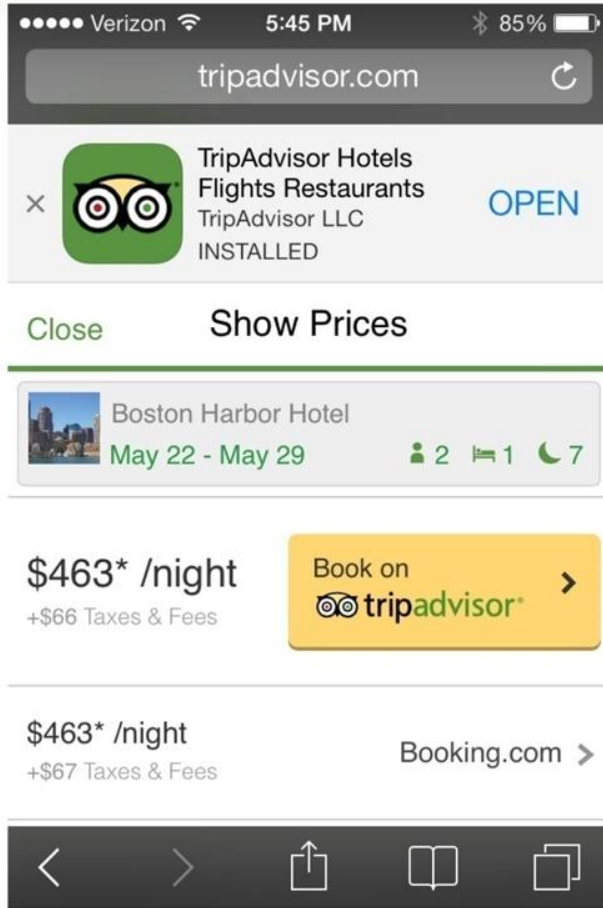 Verizon 5:45 PM 85%
tripadvisor.com
TripAdvisor Hotels
Flights Restaurants
TripAdvisor LLC
INSTALLED
OPEN
Close Show Prices
Boston Harbor Hotel
May 22 - May 29 2 1 7
$463* /night
+$66 Taxes & Fees
Book on
tripadvisor®
$463* /night
+$67 Taxes & Fees
Booking.com